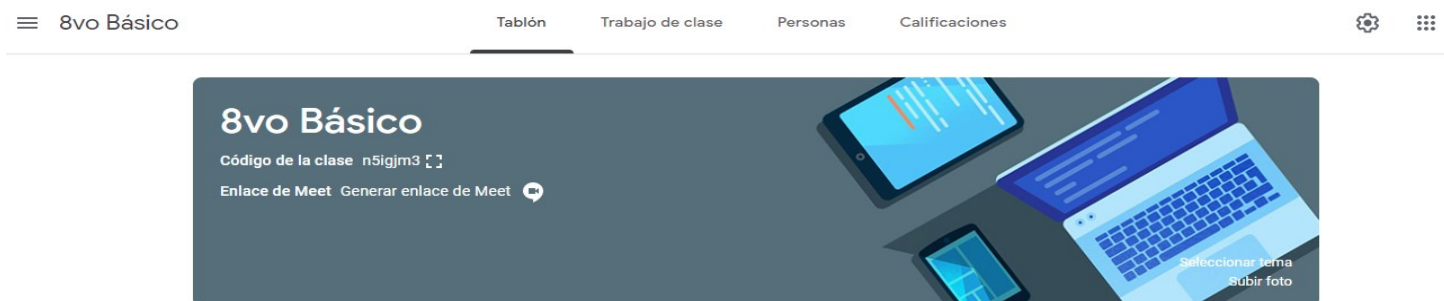 8vo Básico
Tablón Trabajo de clase Personas Calificaciones
8vo Básico
Código de la clase n5igjm3
Enlace de Meet Generar enlace de Meet
Seleccionar tema
Subir foto